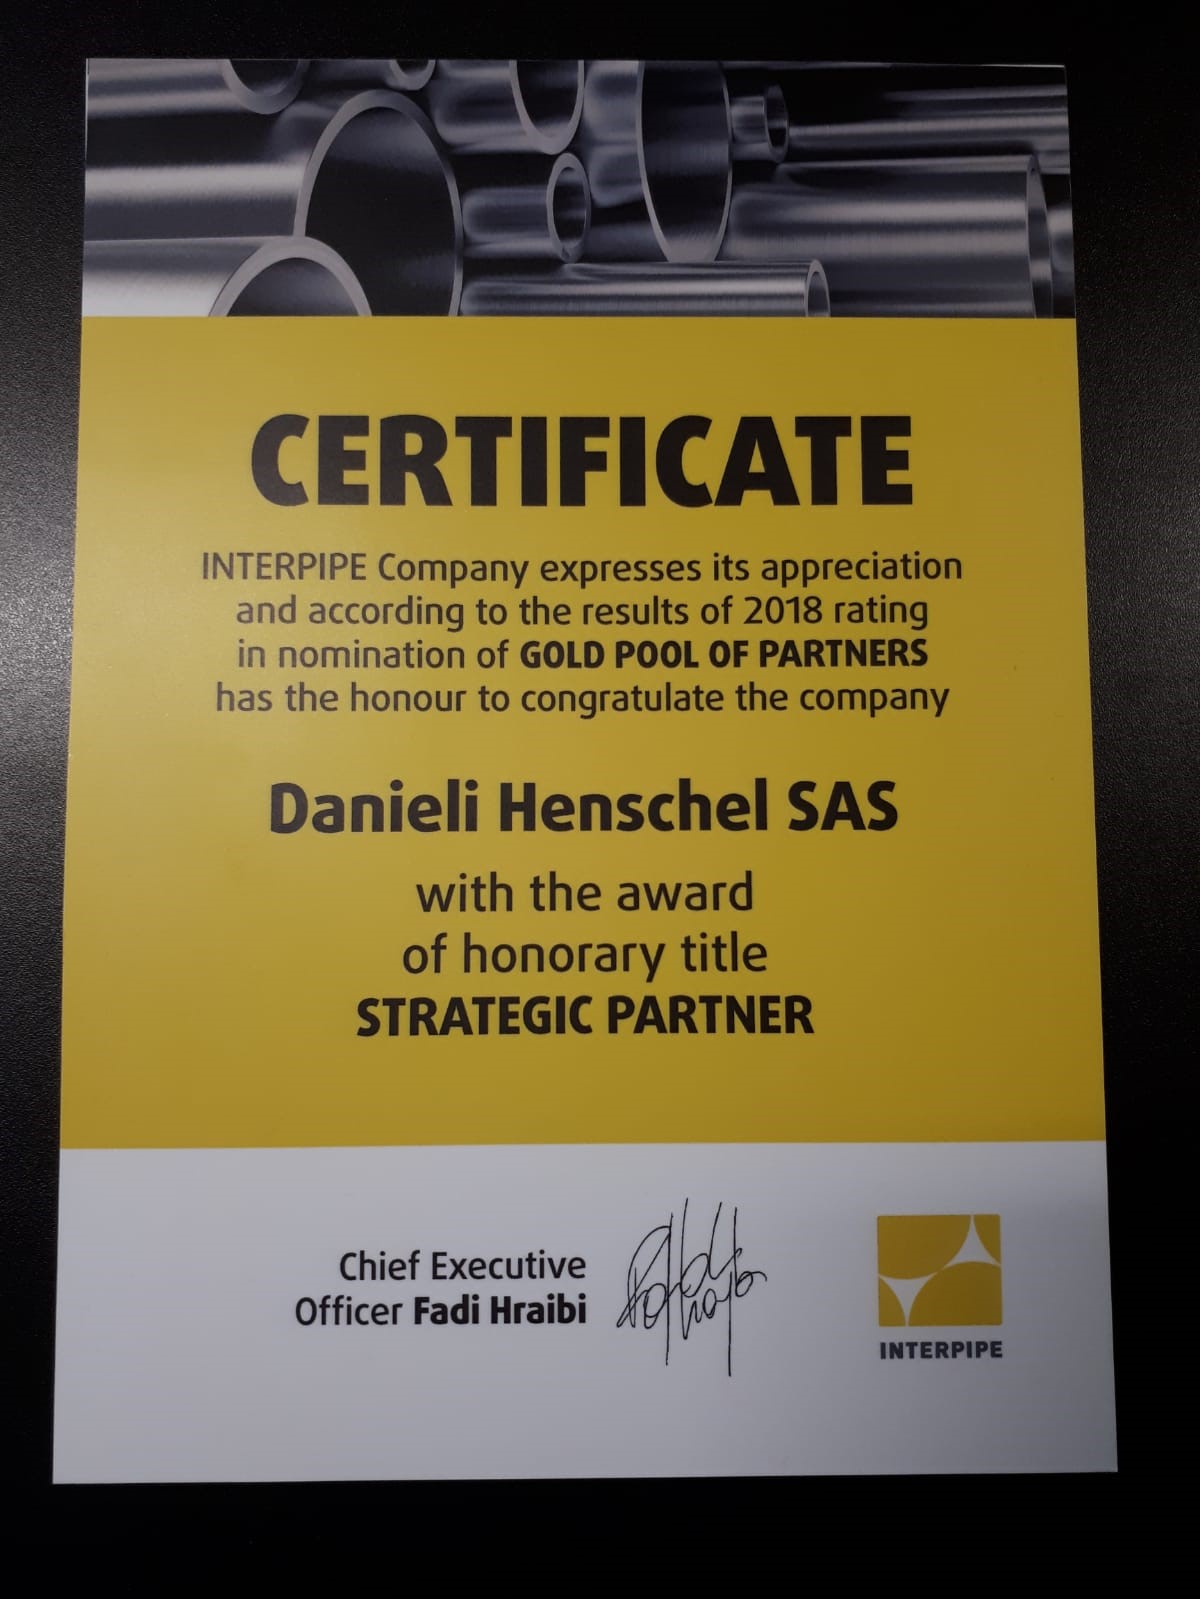 CERTIFICATE
INTERPIPE Company expresses its appreciation
and according to the results of 2018 rating
in nomination of GOLD POOL OF PARTNERS
has the honour to congratulate the company
Danieli Henschel SAS
with the award
of honorary title
STRATEGIC PARTNER
Chief Executive
Officer Fadi Hraibi
INTERPIPE